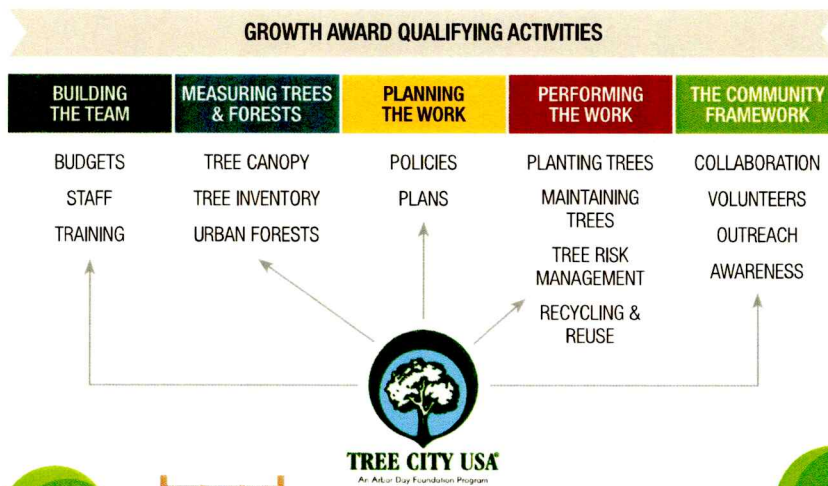 GROWTH AWARD QUALIFYING ACTIVITIES
BUILDING
THE TEAM
BUDGETS
STAFF
TRAINING
MEASURING TREES
& FORESTS
TREE CANOPY
TREE INVENTORY
URBAN FORESTS
PLANNING
THE WORK
POLICIES
PLANS
PERFORMING
THE WORK
PLANTING TREES
MAINTAINING
TREES
TREE RISK
MANAGEMENT
RECYCLING &
REUSE
THE COMMUNITY
FRAMEWORK
COLLABORATION
VOLUNTEERS
OUTREACH
AWARENESS
TREE CITY USA®
An Arbor Day Foundation Program